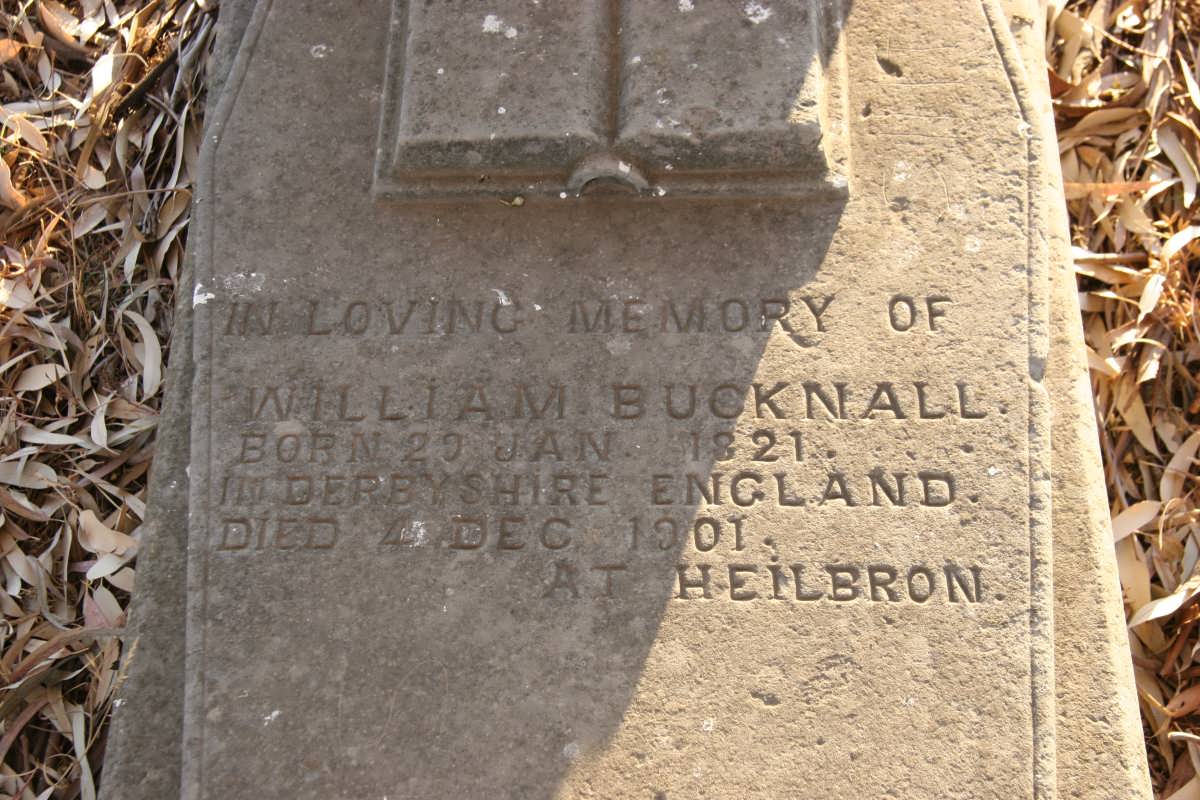 IN LOVING MEMORY OF
WILLIAM BUCKNALL.
BORN 29 JAN. 1821.
IN DERBYSHIRE ENGLAND.
DIED 4 DEC 1901.
AT HEILBRON.